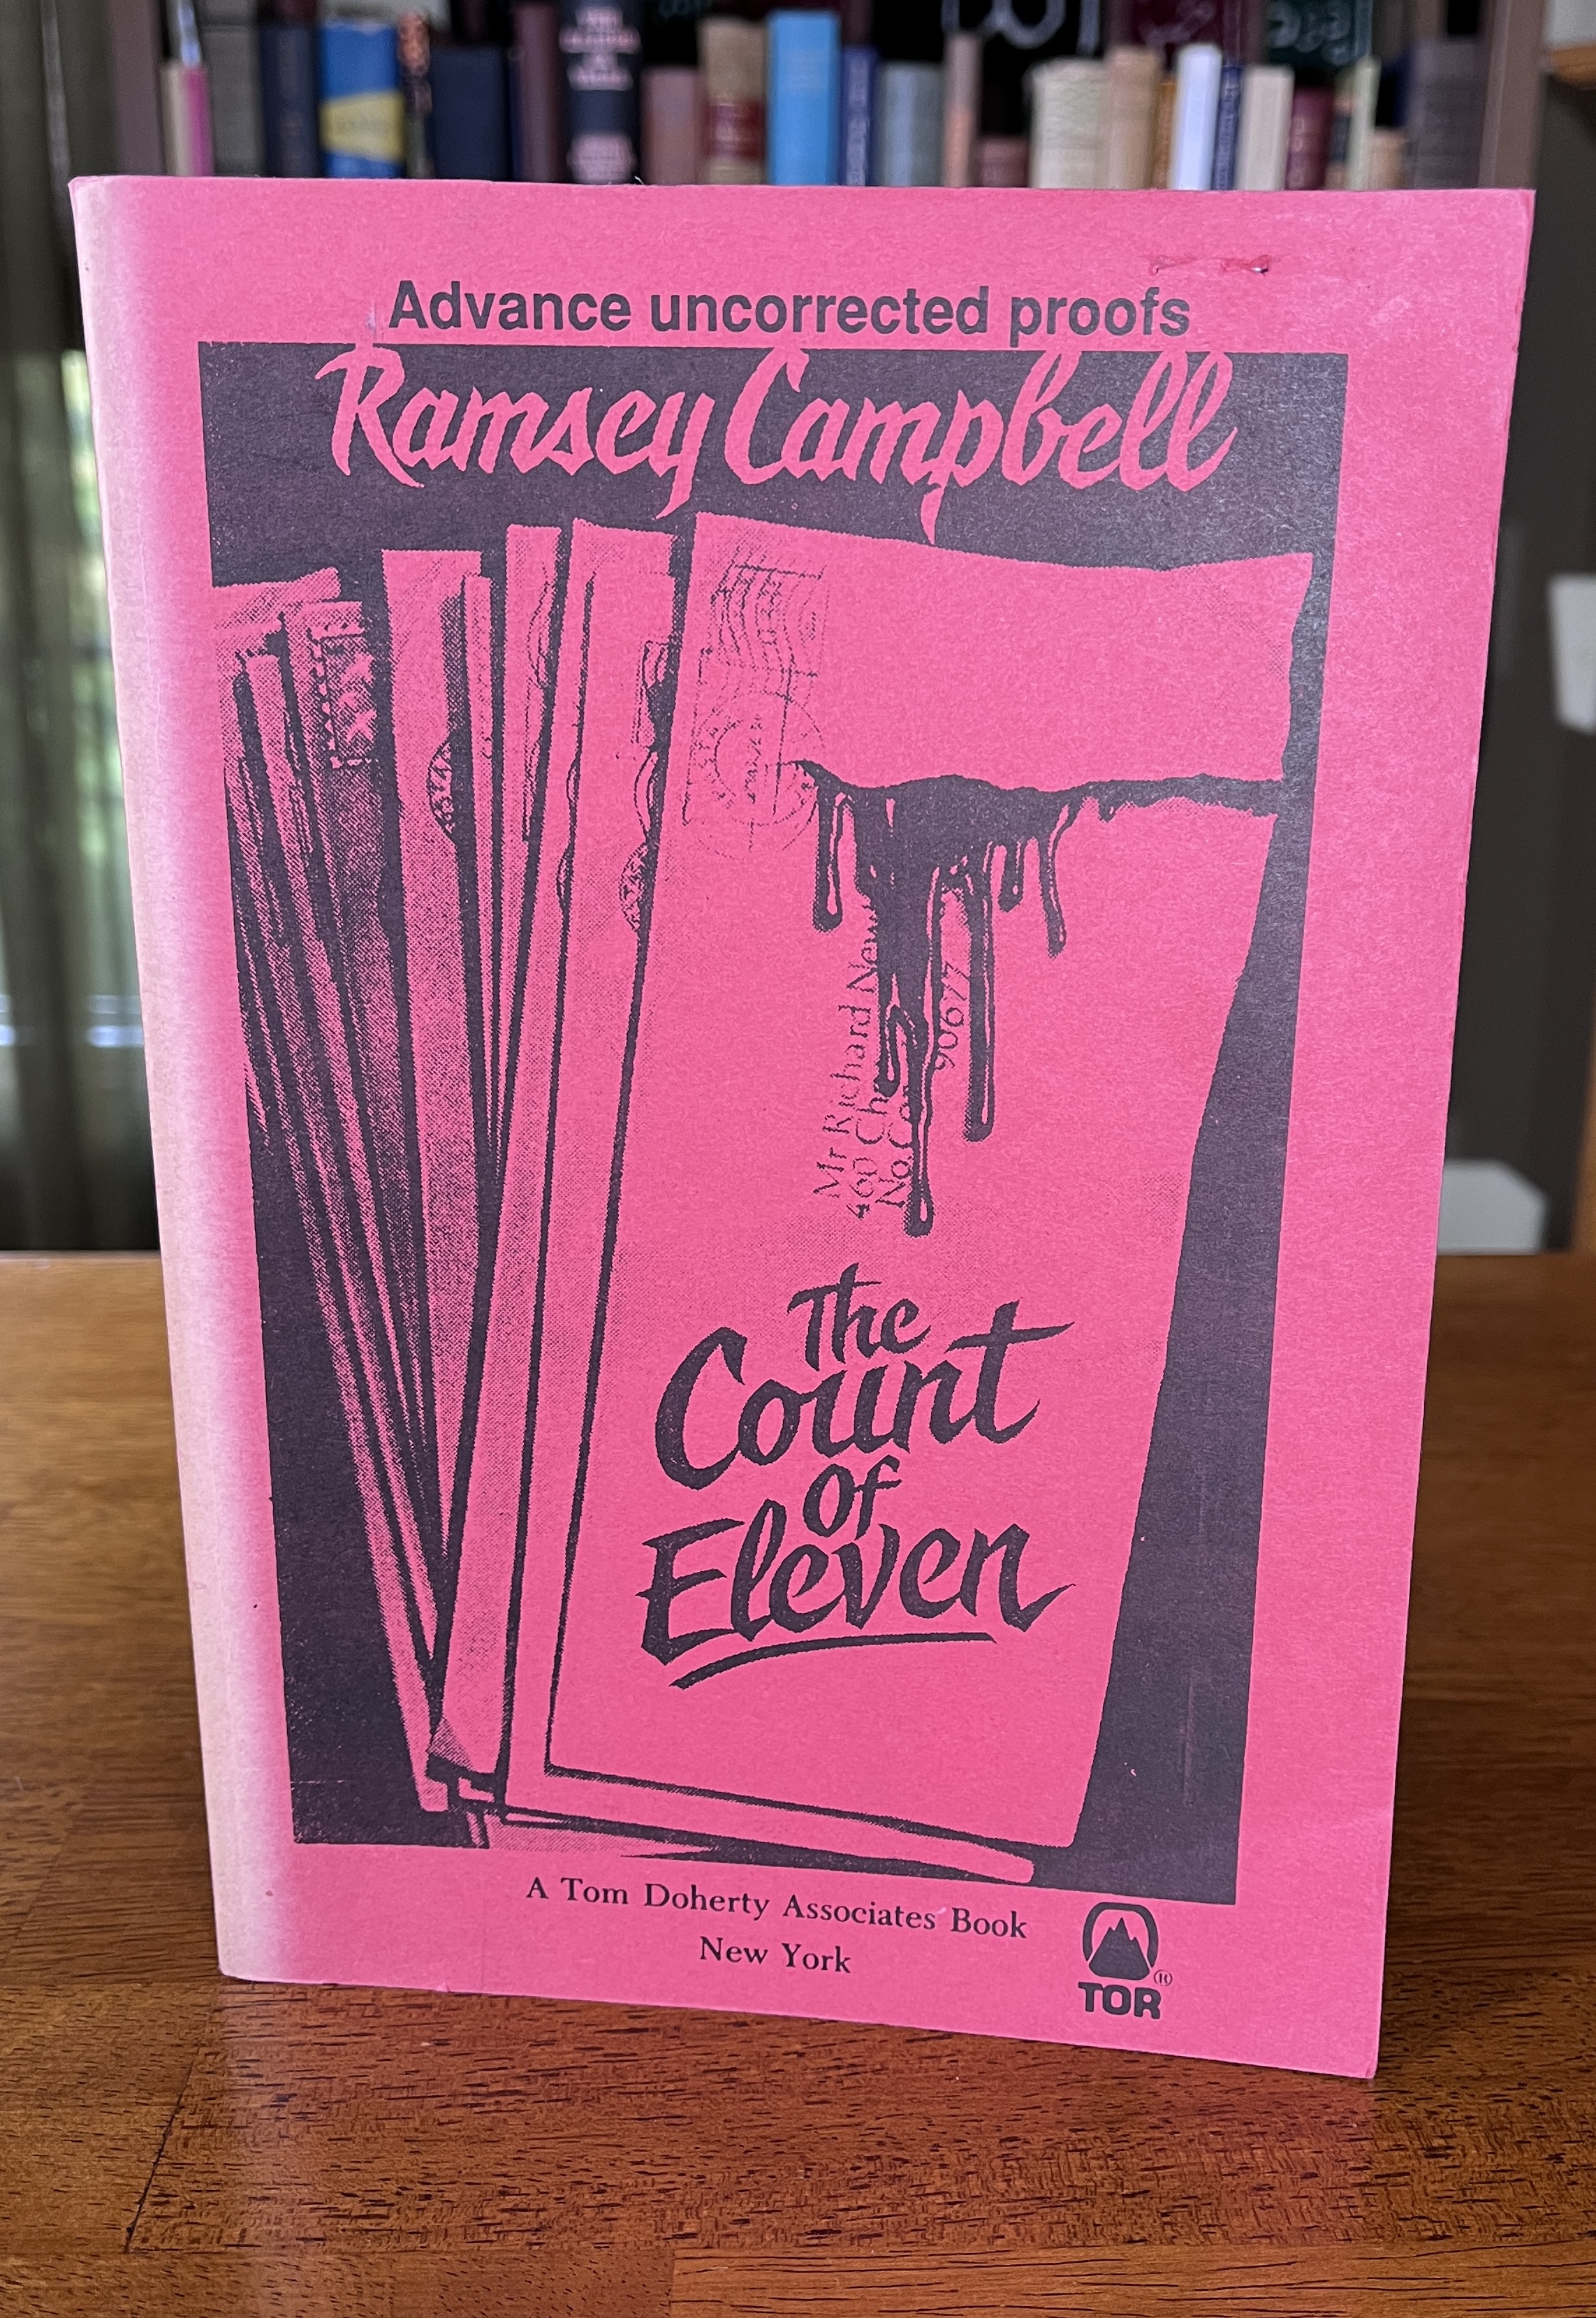 Advance uncorrected proofs
Ramsey Campbell
Mr Richard New
460 Ch
No. C
90677
The
Count
of
Eleven
A Tom Doherty Associates Book
New York
TOR®